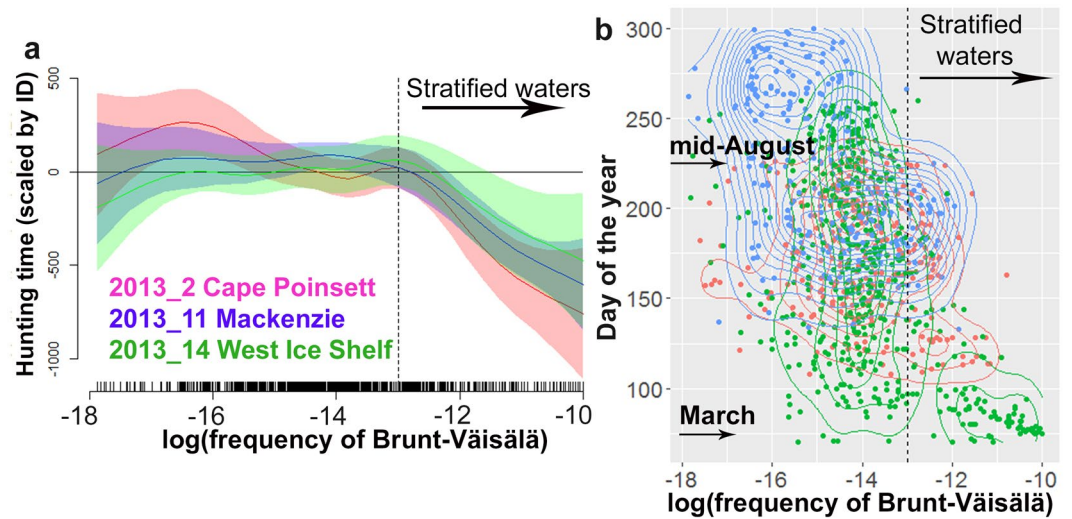 a
Stratified waters
Hunting time (scaled by ID)
500
0
-500
-1000
2013_2 Cape Poinsett
2013_11 Mackenzie
2013_14 West Ice Shelf
-18 -16 -14 -12 -10
log(frequency of Brunt-Väisälä)
b
Stratified
waters
Day of the year
300
250
200
150
100
mid-August
March
-18 -16 -14 -12 -10
log(frequency of Brunt-Väisälä)